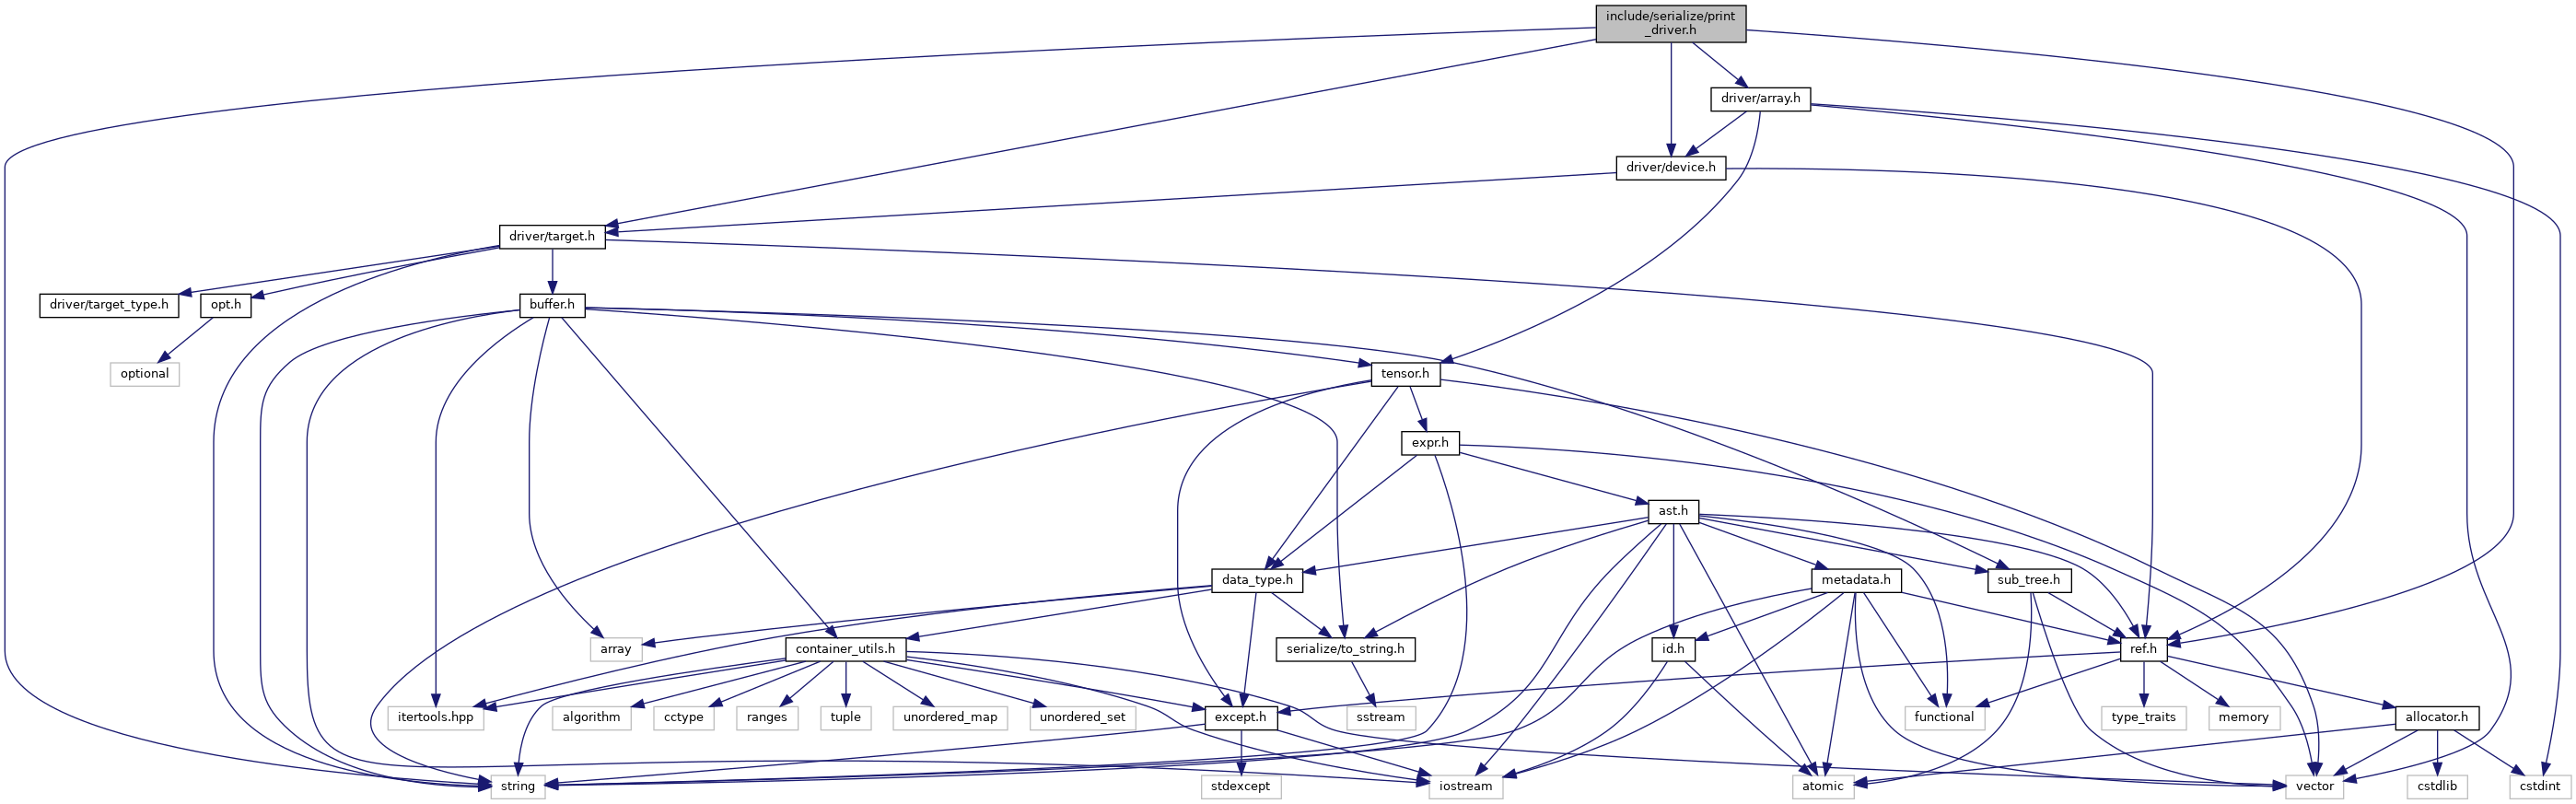 include/serialize/print
_driver.h
driver/array.h
driver/device.h
driver/target.h
driver/target_type.h
opt.h
buffer.h
optional
tensor.h
expr.h
ast.h
data_type.h
metadata.h
sub_tree.h
array
container_utils.h
serialize/to_string.h
id.h
ref.h
itertools.hpp
algorithm
cctype
ranges
tuple
unordered_map
unordered_set
except.h
sstream
functional
type_traits
memory
allocator.h
string
stdexcept
iostream
atomic
vector
cstdlib
cstdint